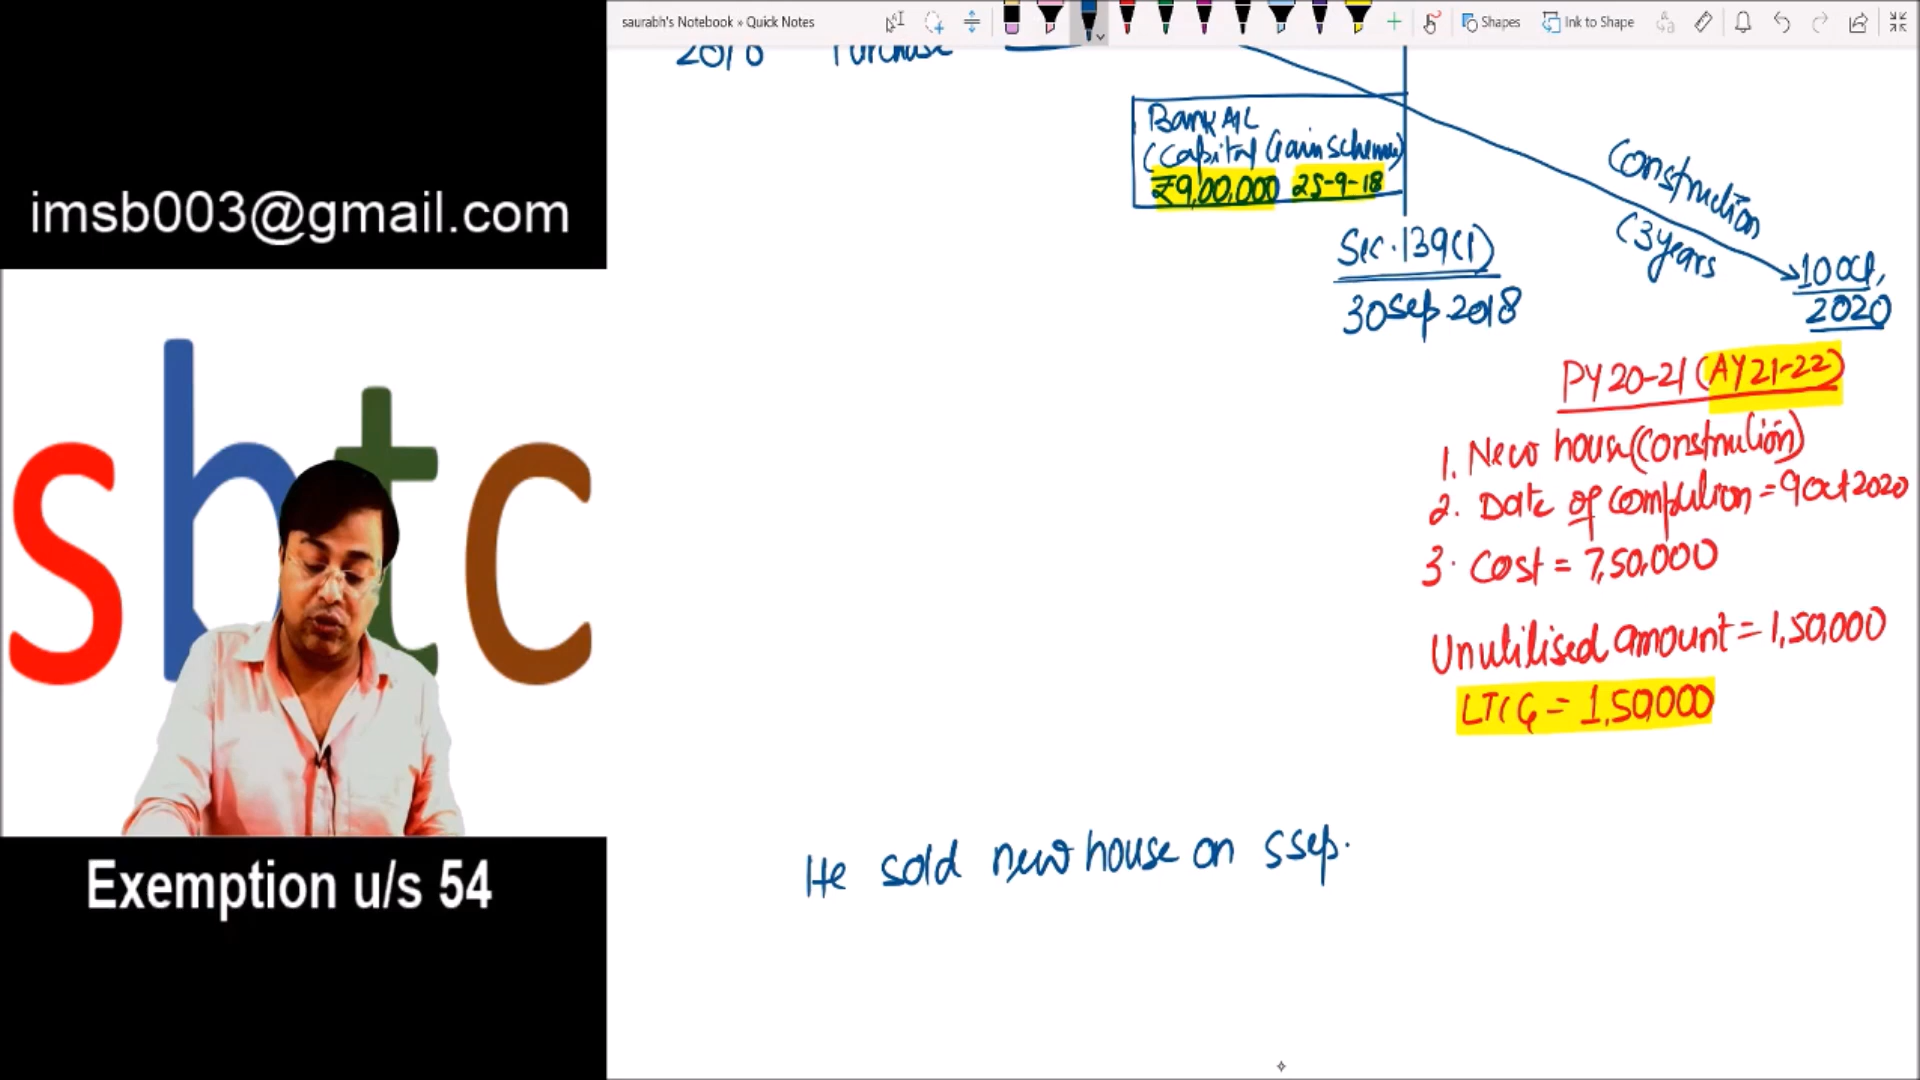 saurabh's Notebook » Quick Notes
Shapes
Ink to Shape
2016 Purchase
Bank A/c
(Capital Gain Scheme)
₹9,00,000 25-9-18
Construction
(3 years
Sec. 139(1)
30 Sep 2018
10 Oct,
2020
PY 20-21 (AY 21-22)
1. New house (Construction)
2. Date of completion = 9 Oct 2020
3. Cost = 7,50,000
Unutilised amount = 1,50,000
LTCG = 1,50,000
He sold new house on 5 Sep.
imsb003@gmail.com
sbtc
Exemption u/s 54